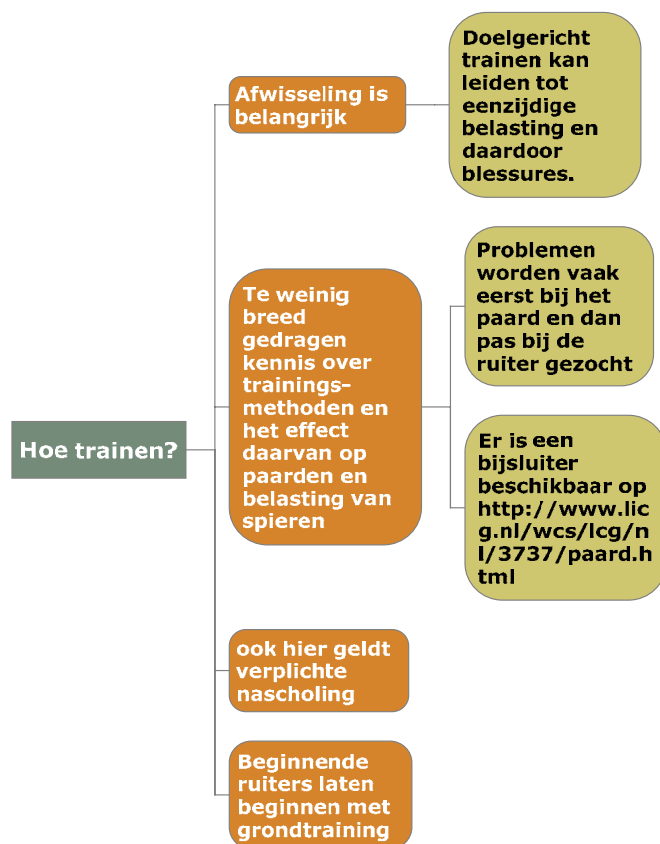 Hoe trainen?
Afwisseling is
belangrijk
Doelgericht
trainen kan
leiden tot
eenzijdige
belasting en
daardoor
blessures.
Te weinig
breed
gedragen
kennis over
trainings-
methoden en
het effect
daarvan op
paarden en
belasting van
spieren
Problemen
worden vaak
eerst bij het
paard en dan
pas bij de
ruiter gezocht
Er is een
bijsluiter
beschikbaar op
http://www.lic
g.nl/wcs/lcg/n
l/3737/paard.h
tml
ook hier geldt
verplichte
nascholing
Beginnende
ruiters laten
beginnen met
grondtraining